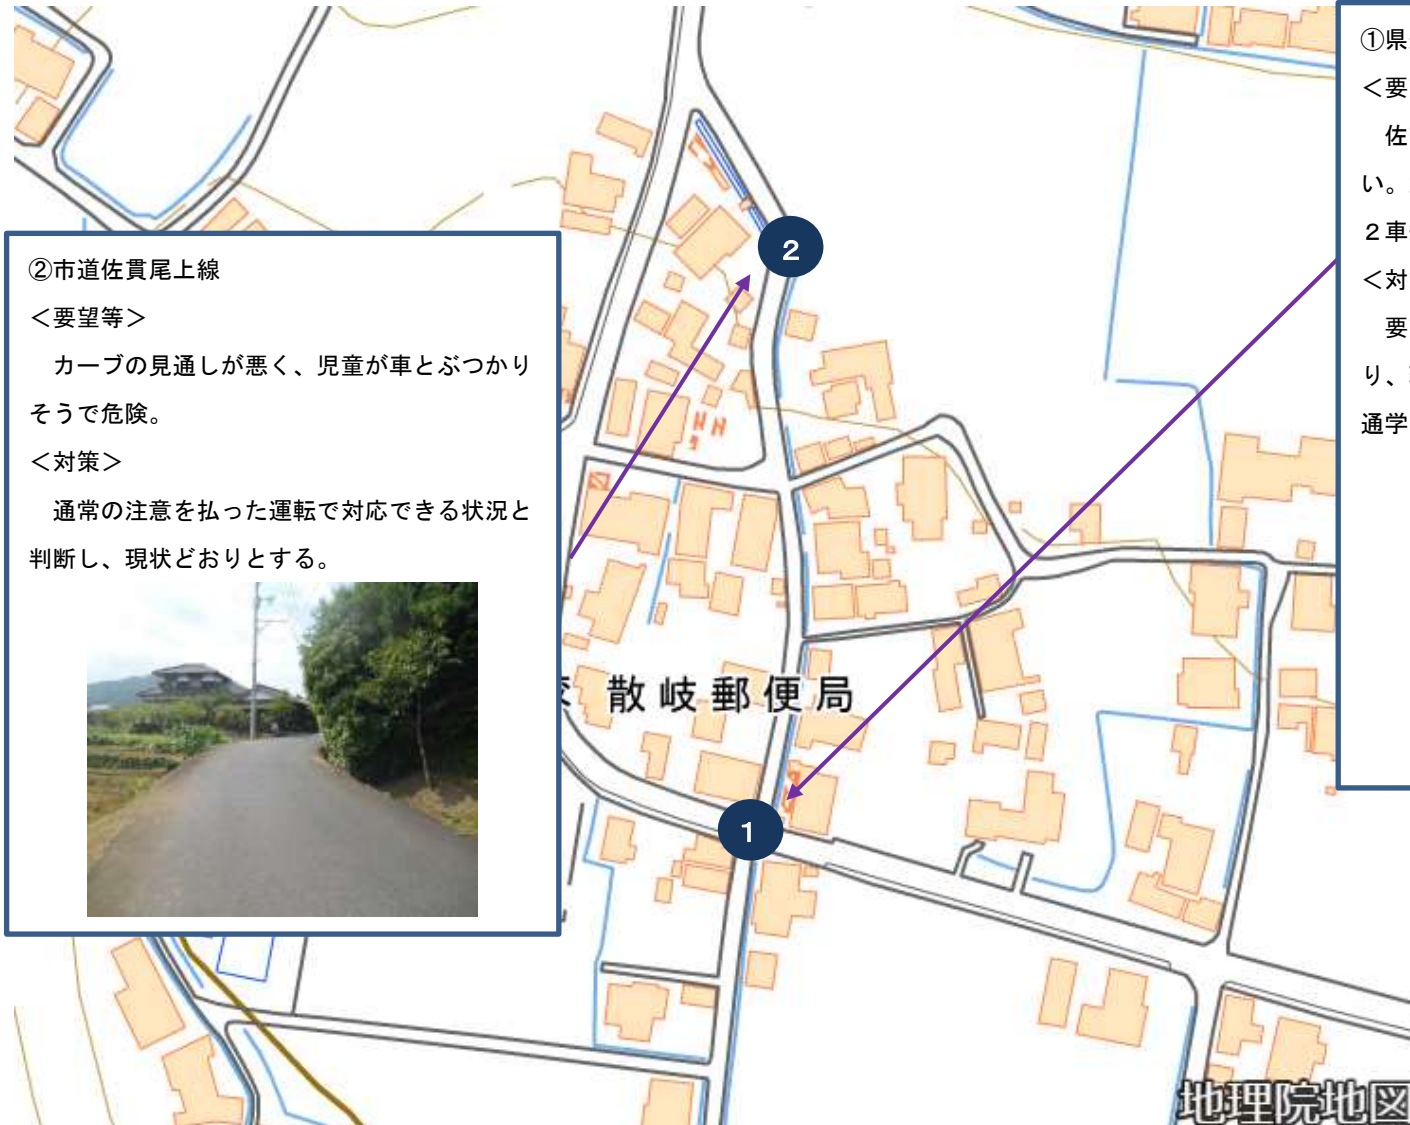 ②市道佐貫尾上線
＜要望等＞
　カーブの見通しが悪く、児童が車とぶつかり
そうで危険。
＜対策＞
　通常の注意を払った運転で対応できる状況と
判断し、現状どおりとする。
①県
＜要
　佐
い。
２車
＜対
　要
り、
通学
2
散岐郵便局
1
地理院地図